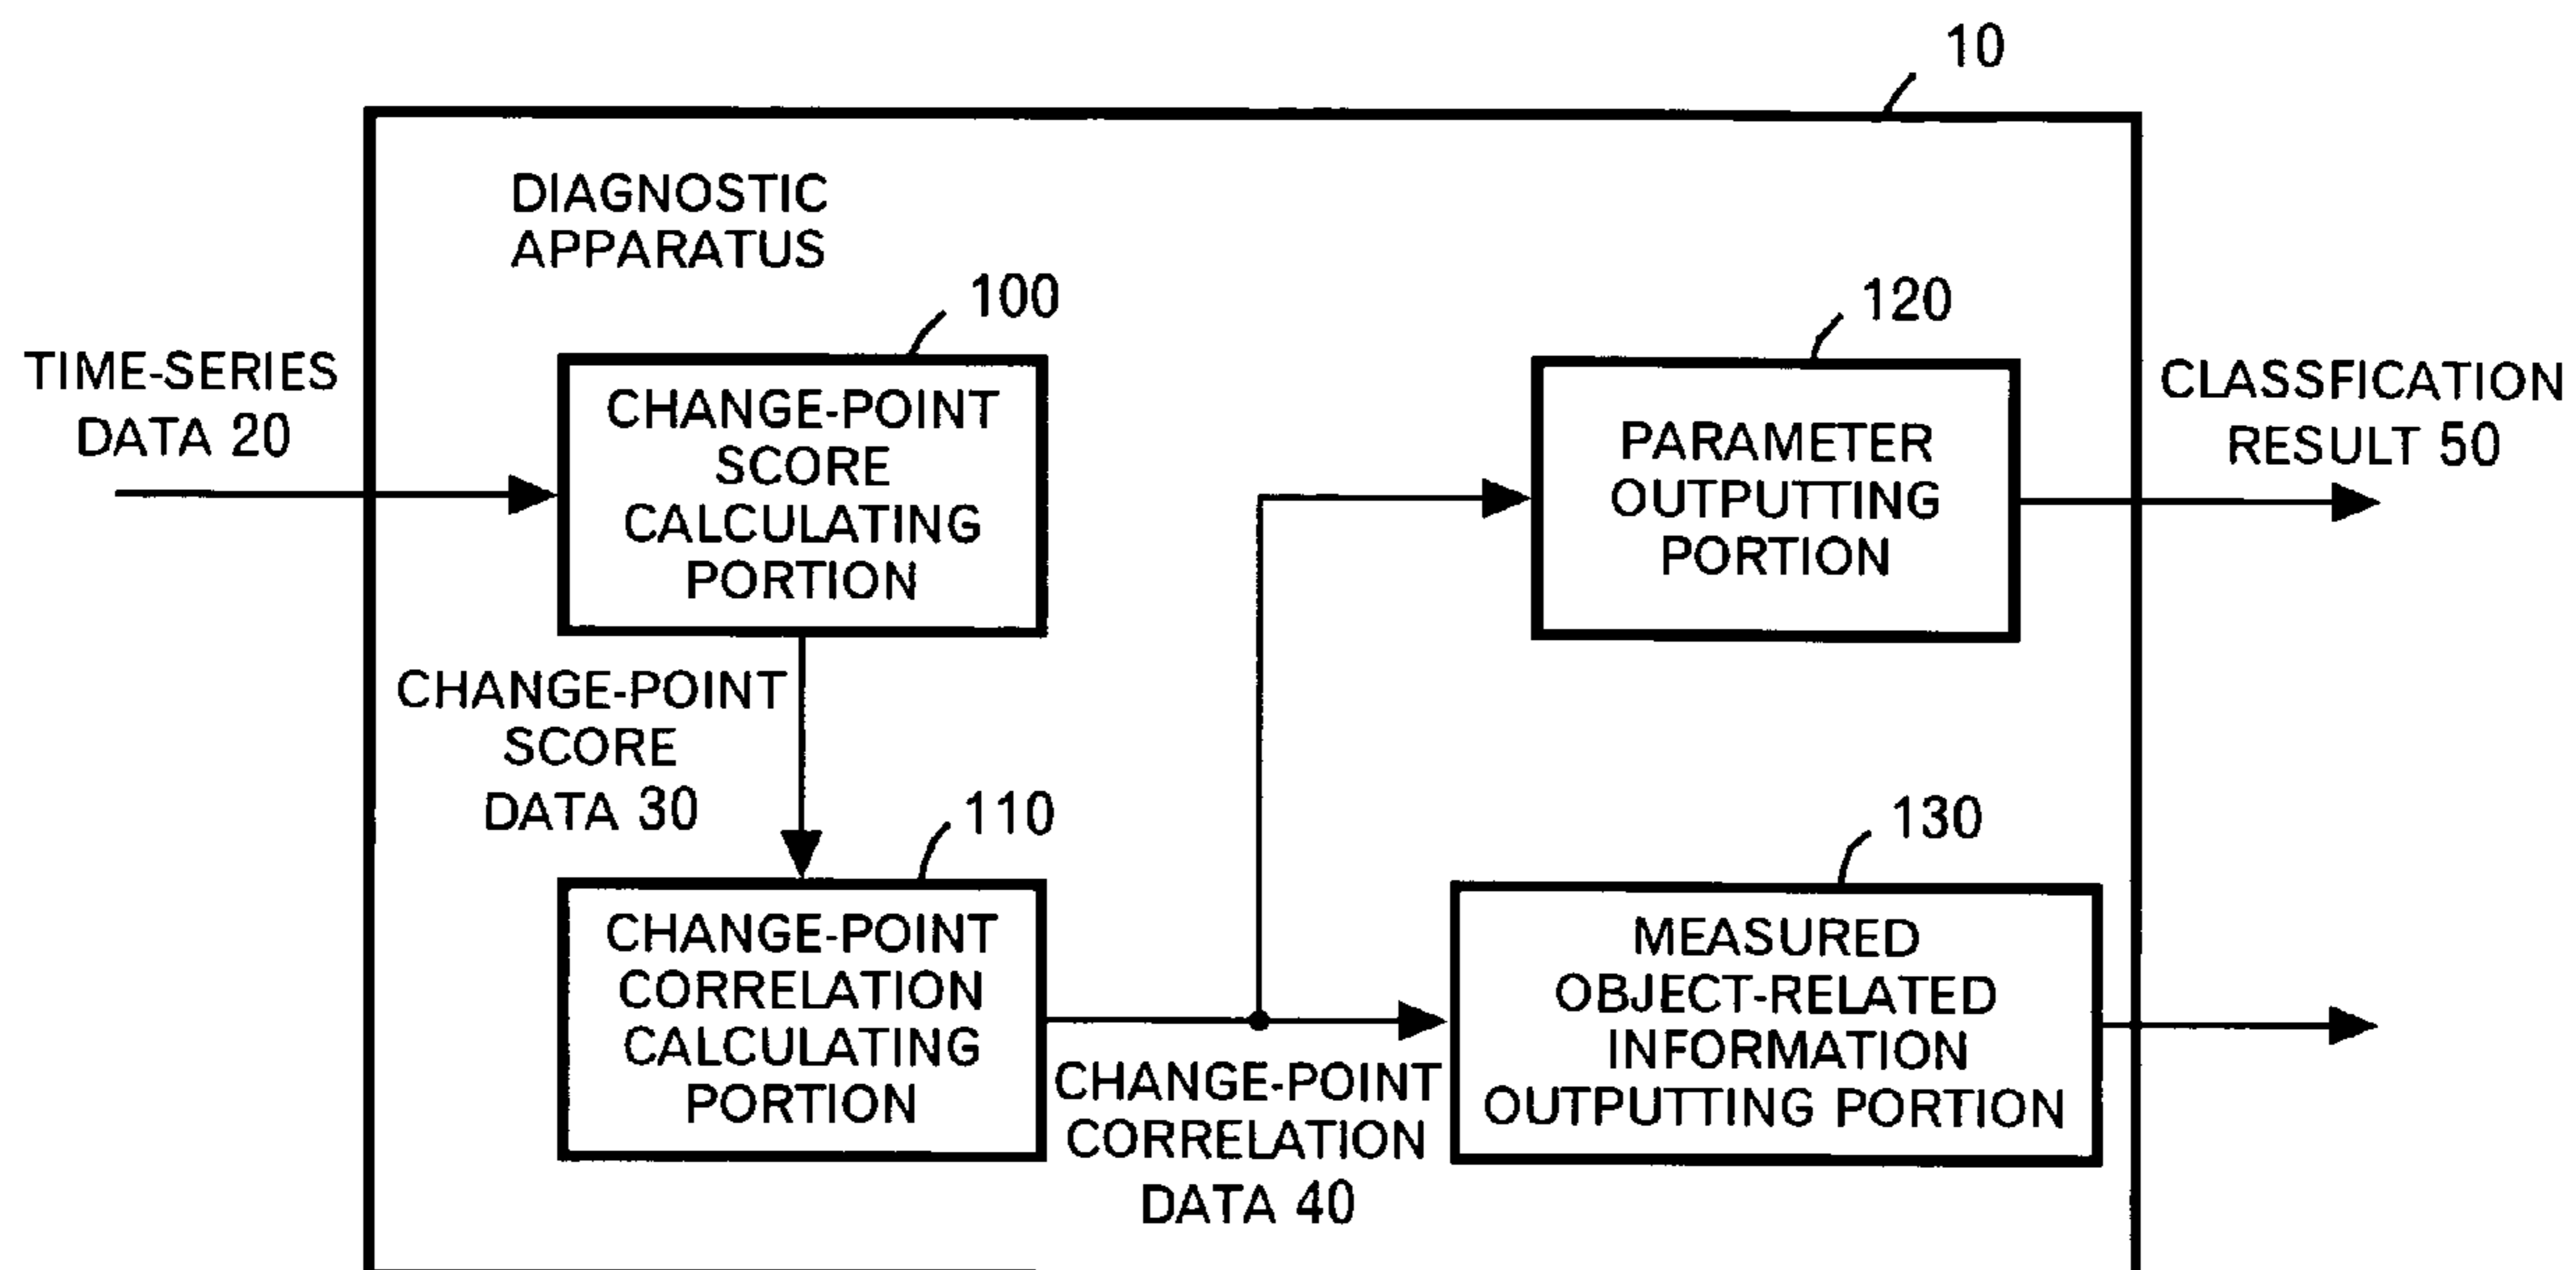 10
DIAGNOSTIC
APPARATUS
100
120
TIME-SERIES
DATA 20
CHANGE-POINT
SCORE
CALCULATING
PORTION
PARAMETER
OUTPUTTING
PORTION
CLASSFICATION
RESULT 50
CHANGE-POINT
SCORE
DATA 30
110
130
CHANGE-POINT
CORRELATION
CALCULATING
PORTION
CHANGE-POINT
CORRELATION
DATA 40
MEASURED
OBJECT-RELATED
INFORMATION
OUTPUTTING PORTION